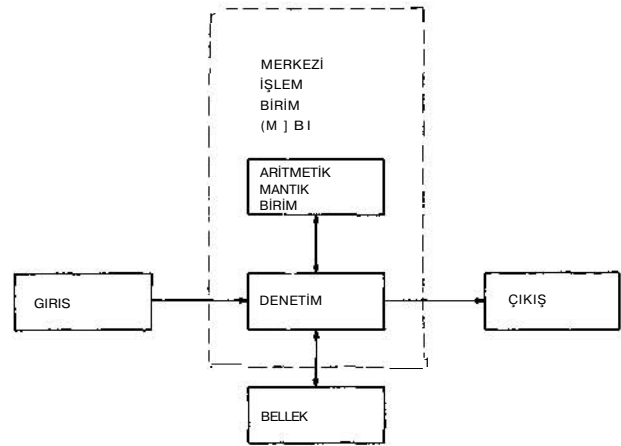 MERKEZİ
İŞLEM
BİRİM
(M ] B I
ARİTMETİK
MANTIK
BİRİM
GIRIS
DENETİM
ÇIKIŞ
BELLEK